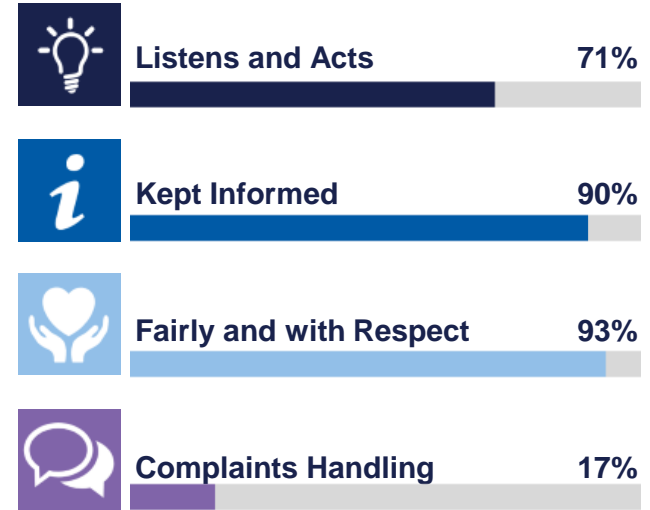 Listens and Acts 71%
Kept Informed 90%
Fairly and with Respect 93%
Complaints Handling 17%